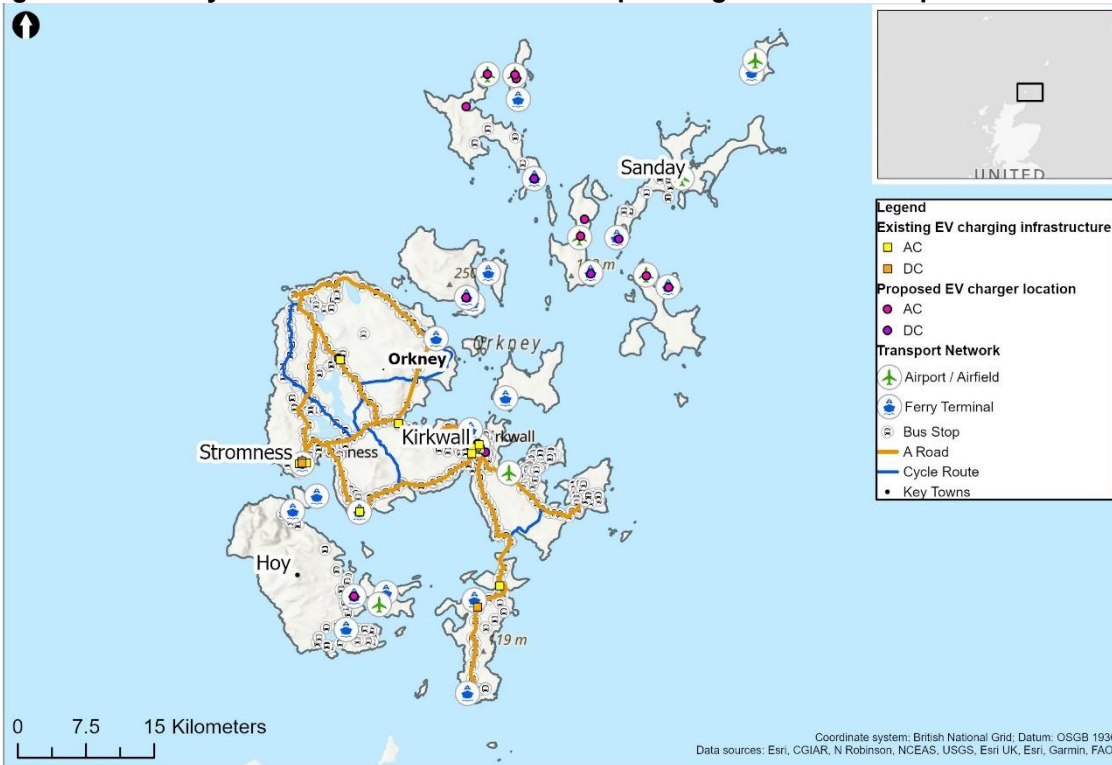 Sanday
250
Orkney
Orkney
Kirkwall
rkwall
Stromness
ness
Hoy
119 m
0 7.5 15 Kilometers
UNITED
Legend
Existing EV charging infrastructure
AC
DC
Proposed EV charger location
AC
DC
Transport Network
Airport / Airfield
Ferry Terminal
Bus Stop
A Road
Cycle Route
Key Towns
Coordinate system: British National Grid; Datum: OSGB 1936
Data sources: Esri, CGIAR, N Robinson, NCEAS, USGS, Esri UK, Esri, Garmin, FAO